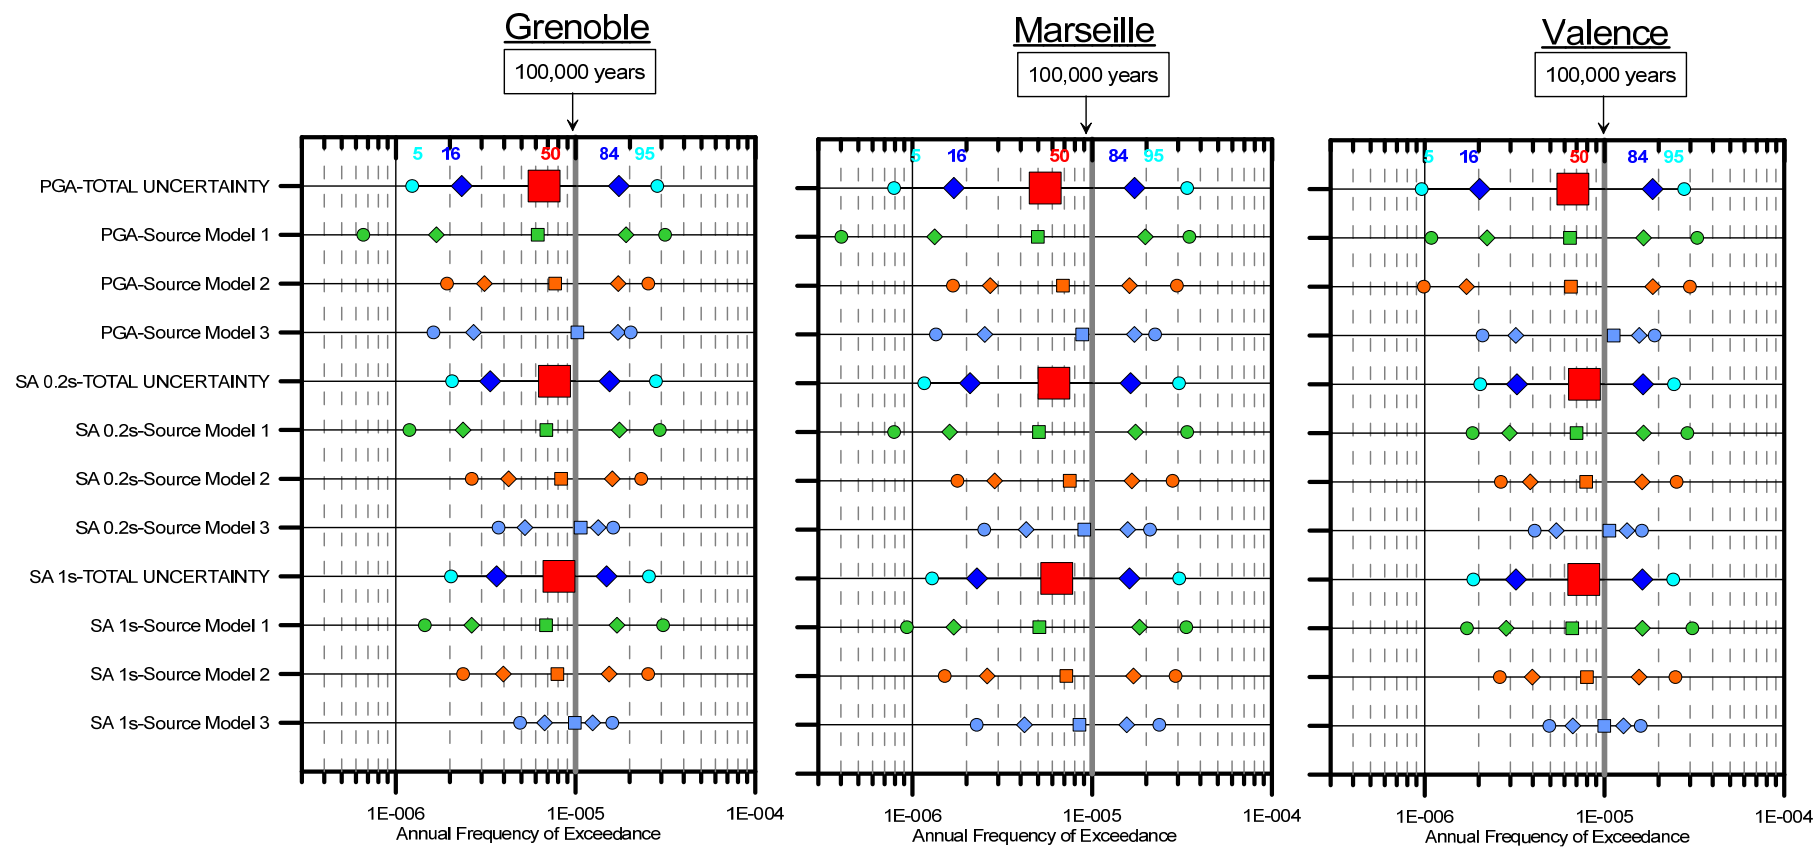 Grenoble
Marseille
Valence
100,000 years
100,000 years
100,000 years
5 16 50 84 95
5 16 50 84 95
5 16 50 84 95
PGA-TOTAL UNCERTAINTY
PGA-Source Model 1
PGA-Source Model 2
PGA-Source Model 3
SA 0.2s-TOTAL UNCERTAINTY
SA 0.2s-Source Model 1
SA 0.2s-Source Model 2
SA 0.2s-Source Model 3
SA 1s-TOTAL UNCERTAINTY
SA 1s-Source Model 1
SA 1s-Source Model 2
SA 1s-Source Model 3
1E-006 1E-005 1E-004
Annual Frequency of Exceedance
1E-006 1E-005 1E-004
Annual Frequency of Exceedance
1E-006 1E-005 1E-004
Annual Frequency of Exceedance